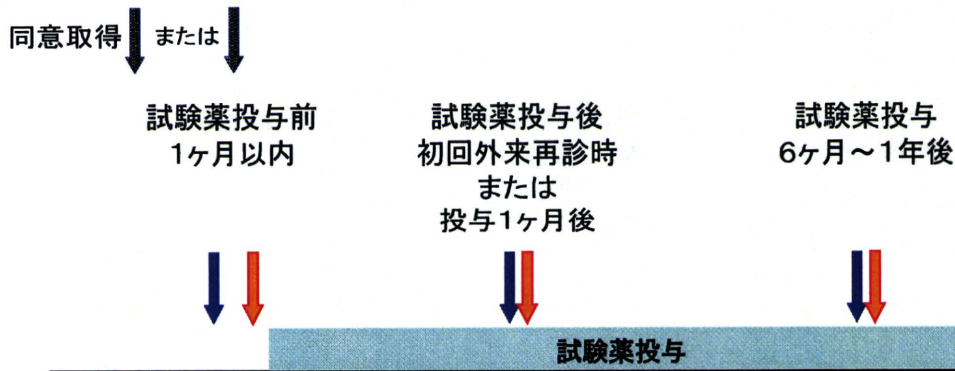 同意取得 または
試験薬投与前
1ヶ月以内
試験薬投与後
初回外来再診時
または
投与1ヶ月後
試験薬投与
6ヶ月～1年後
試験薬投与